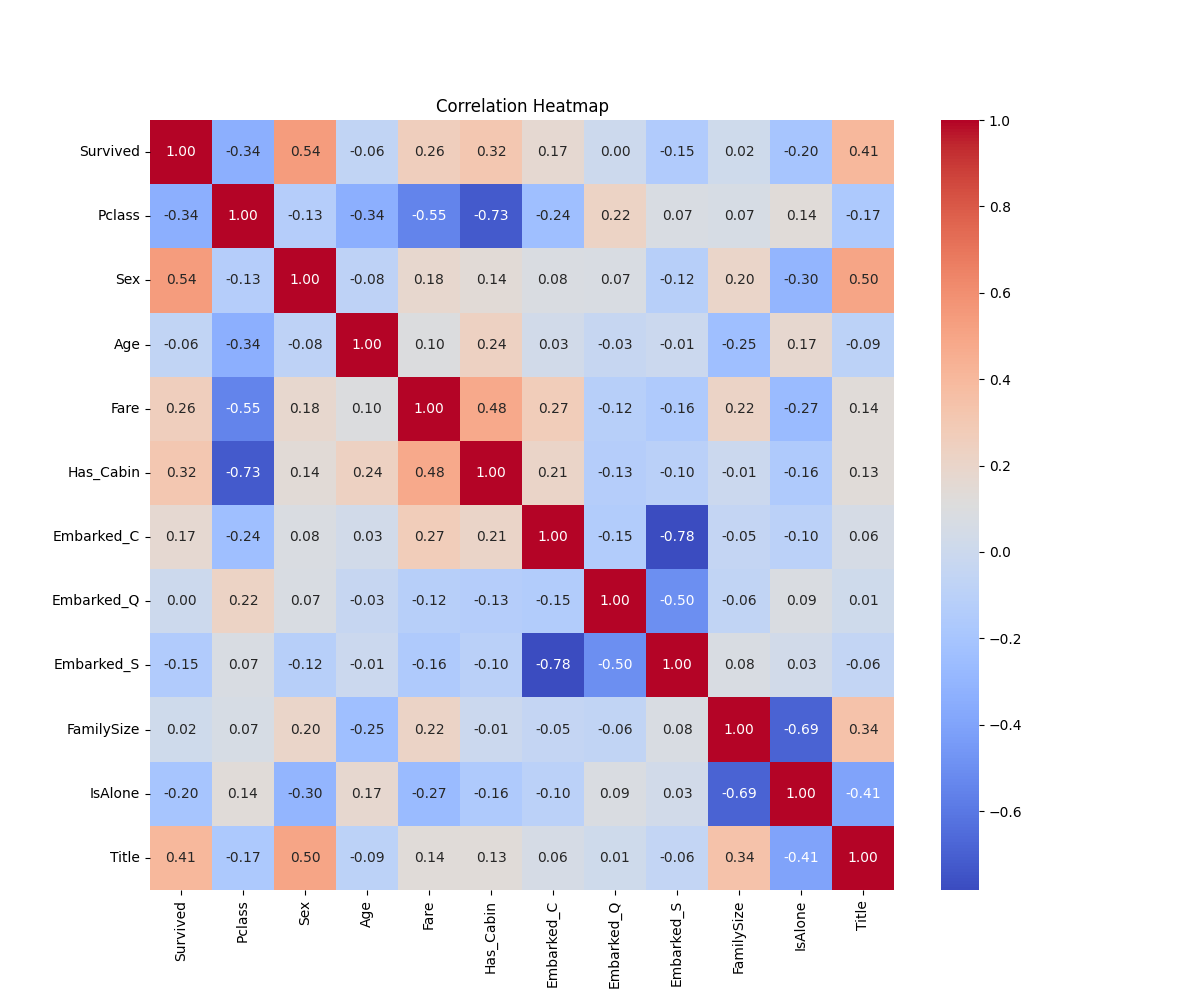 Correlation Heatmap
Survived 1.00 -0.34 0.54 -0.06 0.26 0.32 0.17 0.00 -0.15 0.02 -0.20 0.41
Pclass -0.34 1.00 -0.13 -0.34 -0.55 -0.73 -0.24 0.22 0.07 0.07 0.14 -0.17
Sex 0.54 -0.13 1.00 -0.08 0.18 0.14 0.08 0.07 -0.12 0.20 -0.30 0.50
Age -0.06 -0.34 -0.08 1.00 0.10 0.24 0.03 -0.03 -0.01 -0.25 0.17 -0.09
Fare 0.26 -0.55 0.18 0.10 1.00 0.48 0.27 -0.12 -0.16 0.22 -0.27 0.14
Has_Cabin 0.32 -0.73 0.14 0.24 0.48 1.00 0.21 -0.13 -0.10 -0.01 -0.16 0.13
Embarked_C 0.17 -0.24 0.08 0.03 0.27 0.21 1.00 -0.15 -0.78 -0.05 -0.10 0.06
Embarked_Q 0.00 0.22 0.07 -0.03 -0.12 -0.13 -0.15 1.00 -0.50 -0.06 0.09 0.01
Embarked_S -0.15 0.07 -0.12 -0.01 -0.16 -0.10 -0.78 -0.50 1.00 0.08 0.03 -0.06
FamilySize 0.02 0.07 0.20 -0.25 0.22 -0.01 -0.05 -0.06 0.08 1.00 -0.69 0.34
IsAlone -0.20 0.14 -0.30 0.17 -0.27 -0.16 -0.10 0.09 0.03 -0.69 1.00 -0.41
Title 0.41 -0.17 0.50 -0.09 0.14 0.13 0.06 0.01 -0.06 0.34 -0.41 1.00
Survived Pclass Sex Age Fare Has_Cabin Embarked_C Embarked_Q Embarked_S FamilySize IsAlone Title
1.0
0.8
0.6
0.4
0.2
0.0
−0.2
−0.4
−0.6